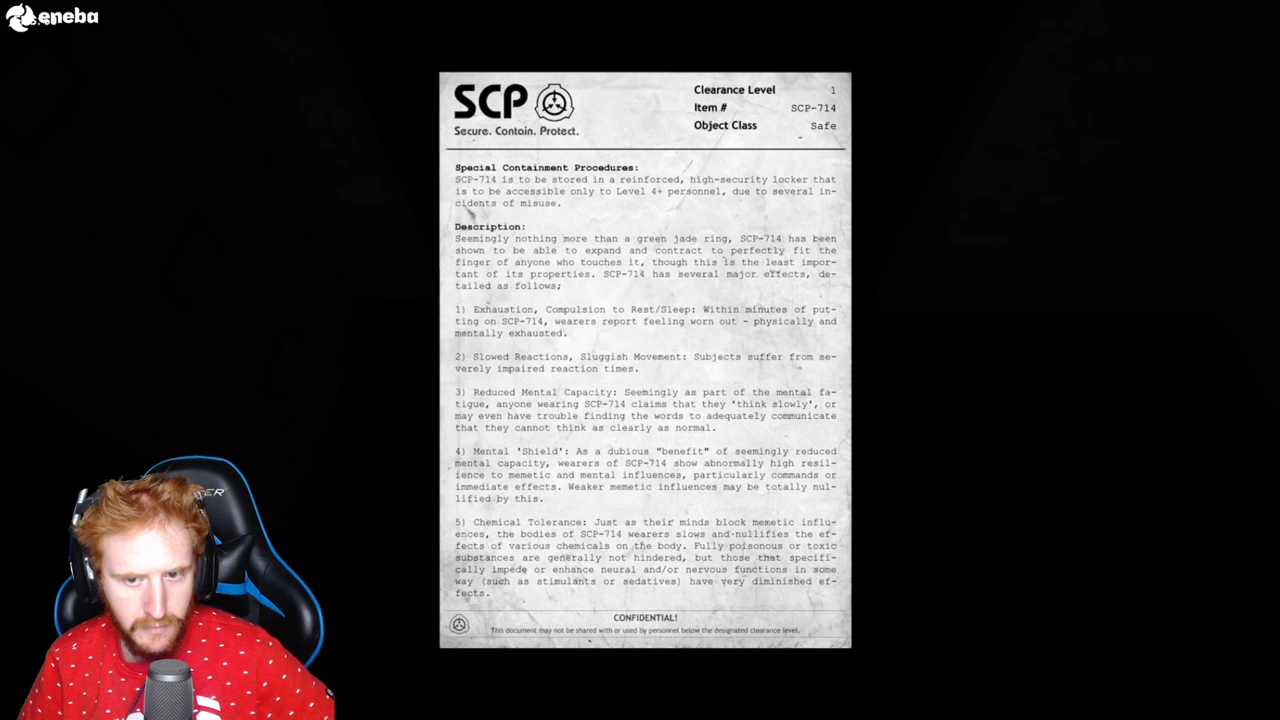 eneba
SCP
Secure. Contain. Protect.
Clearance Level 1
Item # SCP-714
Object Class Safe
Special Containment Procedures:
SCP-714 is to be stored in a reinforced, high-security locker that
is to be accessible only to Level 4+ personnel, due to several in-
cidents of misuse.
Description:
Seemingly nothing more than a green jade ring, SCP-714 has been
shown to be able to expand and contract to perfectly fit the
finger of anyone who touches it, though this is the least impor-
tant of its properties. SCP-714 has several major effects, de-
tailed as follows;
1) Exhaustion, Compulsion to Rest/Sleep: Within minutes of put-
ting on SCP-714, wearers report feeling worn out - physically and
mentally exhausted.
2) Slowed Reactions, Sluggish Movement: Subjects suffer from se-
verely impaired reaction times.
3) Reduced Mental Capacity: Seemingly as part of the mental fa-
tigue, anyone wearing SCP-714 claims that they 'think slowly', or
may even have trouble finding the words to adequately communicate
that they cannot think as clearly as normal.
4) Mental 'Shield': As a dubious "benefit" of seemingly reduced
mental capacity, wearers of SCP-714 show abnormally high resil-
ience to memetic and mental influences, particularly commands or
immediate effects. Weaker memetic influences may be totally nul-
lified by this.
5) Chemical Tolerance: Just as their minds block memetic influ-
ences, the bodies of SCP-714 wearers slows and nullifies the ef-
fects of various chemicals on the body. Fully poisonous or toxic
substances are generally not hindered, but those that specifi-
cally impede or enhance neural and/or nervous functions in some
way (such as stimulants or sedatives) have very diminished ef-
fects.
CONFIDENTIAL!
This document may not be shared with or used by personnel below the designated clearance level.